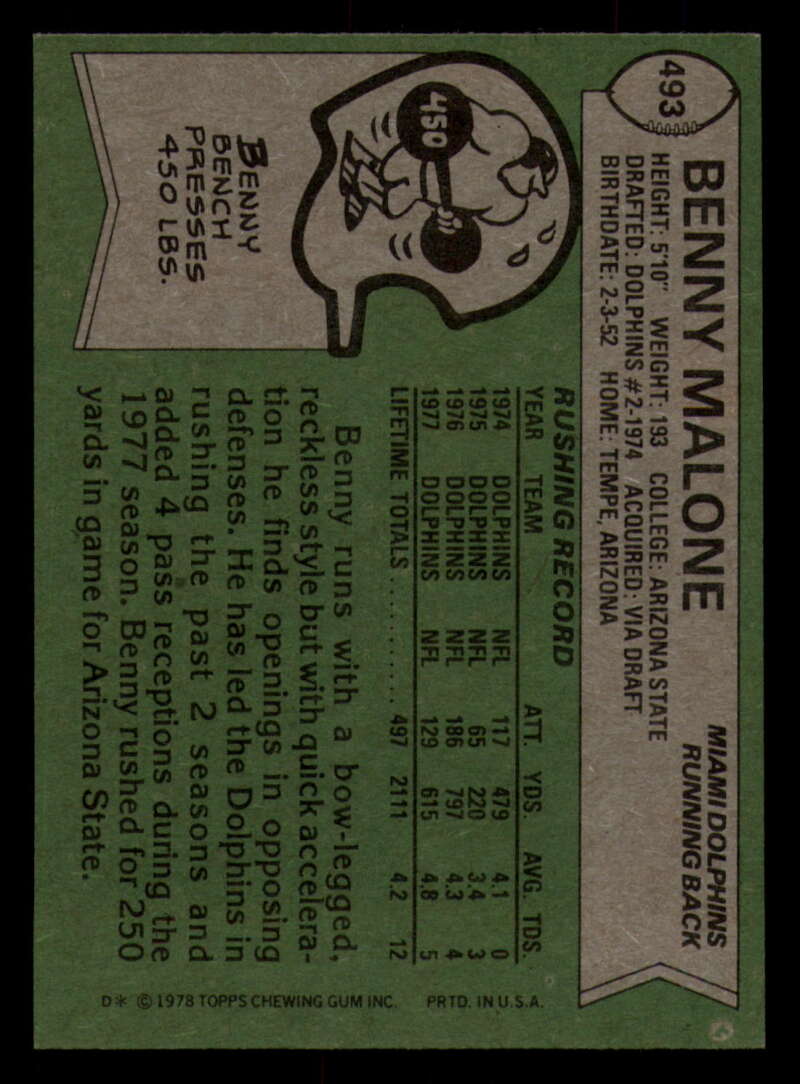 493
BENNY MALONE
MIAMI DOLPHINS
RUNNING BACK
HEIGHT: 5'10" WEIGHT: 193 COLLEGE: ARIZONA STATE
DRAFTED: DOLPHINS #2-1974 ACQUIRED: VIA DRAFT
BIRTHDATE: 2-3-52 HOME: TEMPE, ARIZONA
450
BENNY
BENCH
PRESSES
450 LBS.
RUSHING RECORD
YEAR TEAM ATT. YDS. AVG. TDS.
1974 DOLPHINS NFL 117 479 4.1 0
1975 DOLPHINS NFL 65 220 3.4 3
1976 DOLPHINS NFL 186 797 4.3 4
1977 DOLPHINS NFL 129 615 4.8 5
LIFETIME TOTALS ........... 497 2111 4.2 12
Benny runs with a bow-legged,
reckless style but with quick accelera-
tion he finds openings in opposing
defenses. He has led the Dolphins in
rushing the past 2 seasons and
added 4 pass receptions during the
1977 season. Benny rushed for 250
yards in game for Arizona State.
D* © 1978 TOPPS CHEWING GUM INC. PRTD. IN U.S.A.